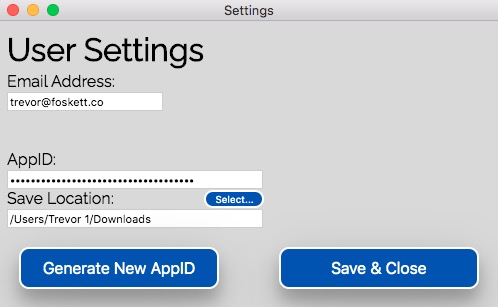 Settings
User Settings
Email Address:
trevor@foskett.co
AppID:
••••••••••••••••••••••••••••••••••••
Save Location:
Select...
/Users/Trevor 1/Downloads
Generate New AppID
Save & Close